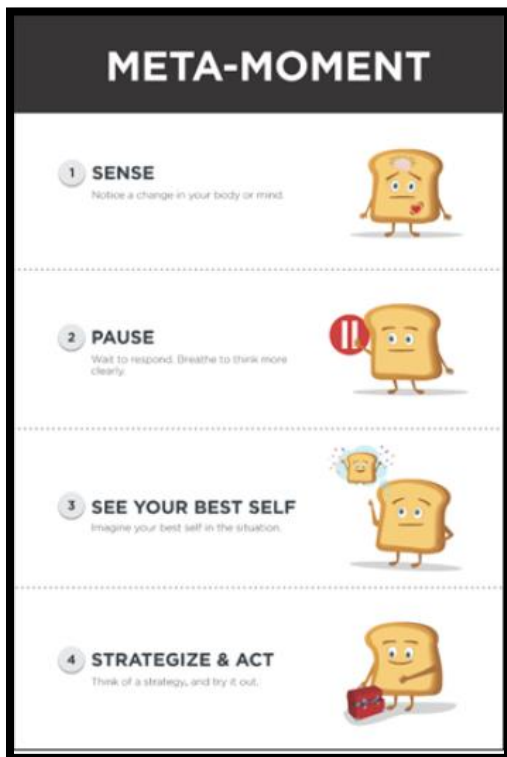 META-MOMENT
1 SENSE
Notice a change in your body or mind.
2 PAUSE
Wait to respond. Breathe to think more
clearly.
3 SEE YOUR BEST SELF
Imagine your best self in the situation.
4 STRATEGIZE & ACT
Think of a strategy, and try it out.